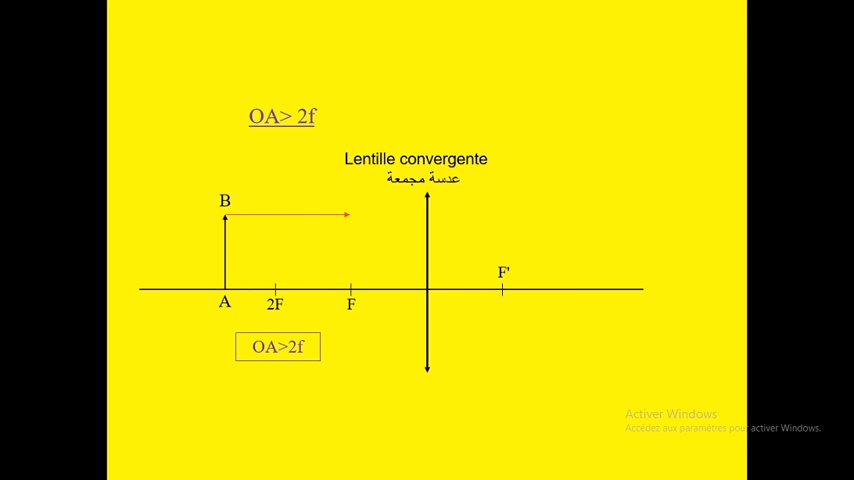 OA> 2f
Lentille convergente
عدسة مجمعة
B
F'
A
2F
F
OA>2f
Activer Windows
Accédez aux paramètres pour activer Windows.